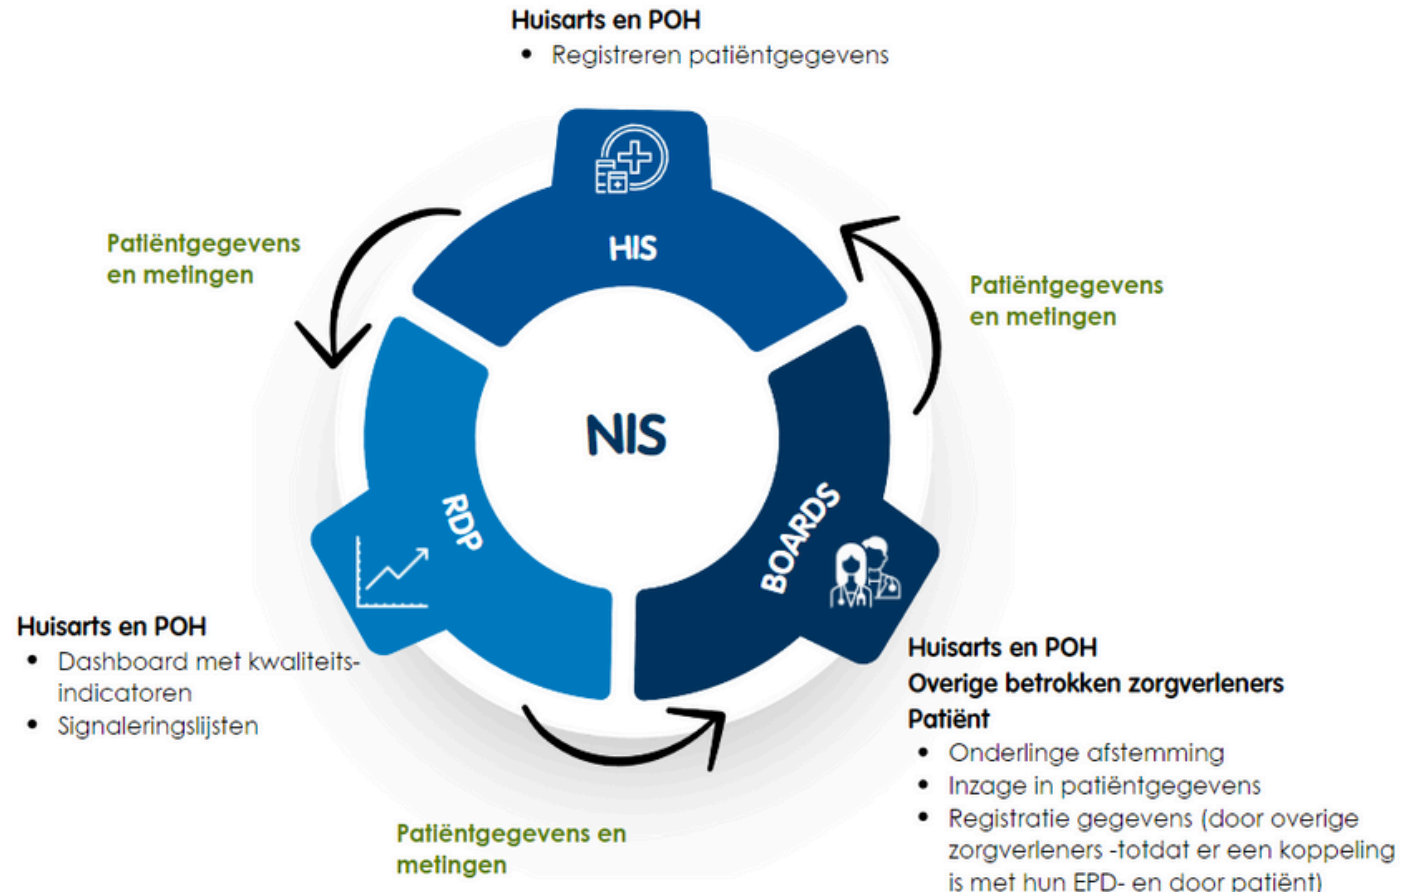 Huisarts en POH
• Registreren patiëntgegevens
HIS
Patiëntgegevens
en metingen
Patiëntgegevens
en metingen
NIS
RDP
BOARDS
Huisarts en POH
• Dashboard met kwaliteits-
indicatoren
• Signaleringslijsten
Huisarts en POH
Overige betrokken zorgverleners
Patiënt
• Onderlinge afstemming
• Inzage in patiëntgegevens
• Registratie gegevens (door overige
zorgverleners -totdat er een koppeling
is met hun EPD- en door patiënt)
Patiëntgegevens en
metingen